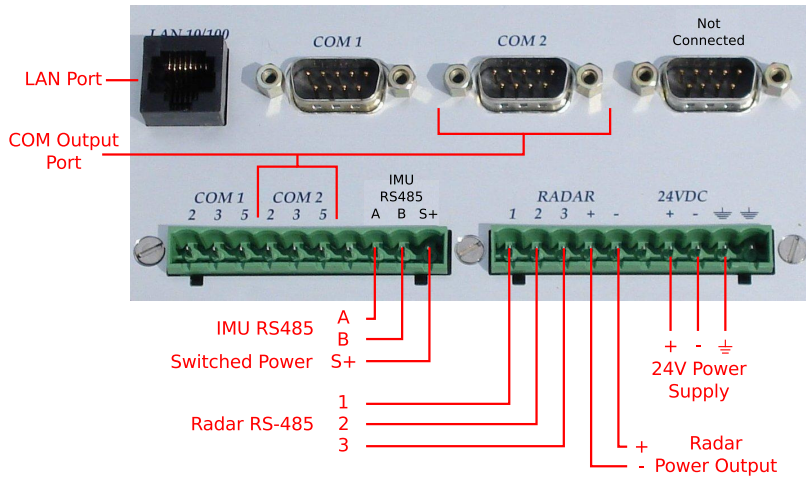 LAN 10/100
COM 1
COM 2
Not
Connected
LAN Port
COM Output
Port
COM 1
COM 2
2 3 5 2 3 5
IMU
RS485
A B S+
RADAR
1 2 3 + -
24VDC
+ -
IMU RS485
A
B
Switched Power S+
Radar RS-485
1
2
3
+ -
24V Power
Supply
+ Radar
- Power Output